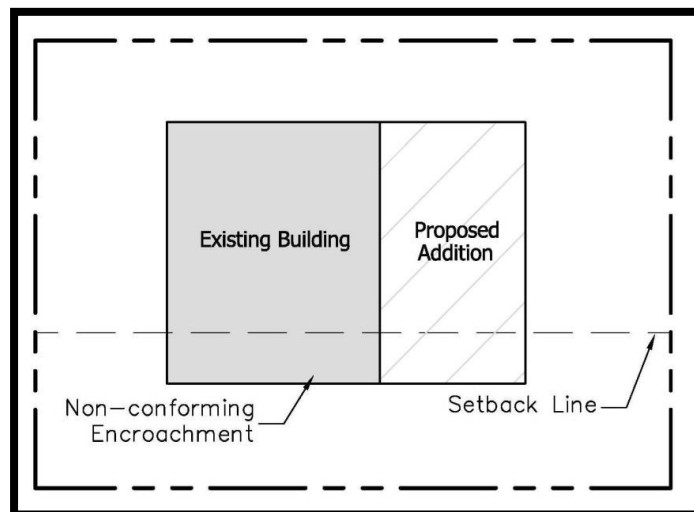 Existing Building
Proposed
Addition
Non-conforming
Encroachment
Setback Line